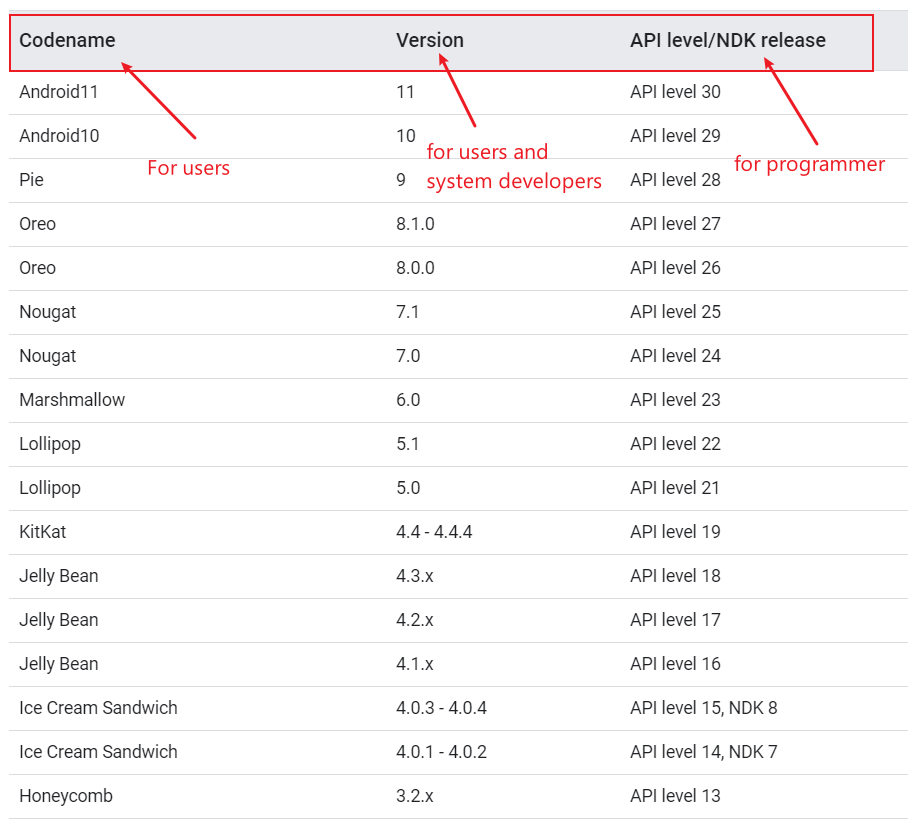 Codename Version API level/NDK release
Android11 11 API level 30
Android10 10 API level 29
For users
for users and
system developers
for programmer
Pie 9 API level 28
Oreo 8.1.0 API level 27
Oreo 8.0.0 API level 26
Nougat 7.1 API level 25
Nougat 7.0 API level 24
Marshmallow 6.0 API level 23
Lollipop 5.1 API level 22
Lollipop 5.0 API level 21
KitKat 4.4 - 4.4.4 API level 19
Jelly Bean 4.3.x API level 18
Jelly Bean 4.2.x API level 17
Jelly Bean 4.1.x API level 16
Ice Cream Sandwich 4.0.3 - 4.0.4 API level 15, NDK 8
Ice Cream Sandwich 4.0.1 - 4.0.2 API level 14, NDK 7
Honeycomb 3.2.x API level 13